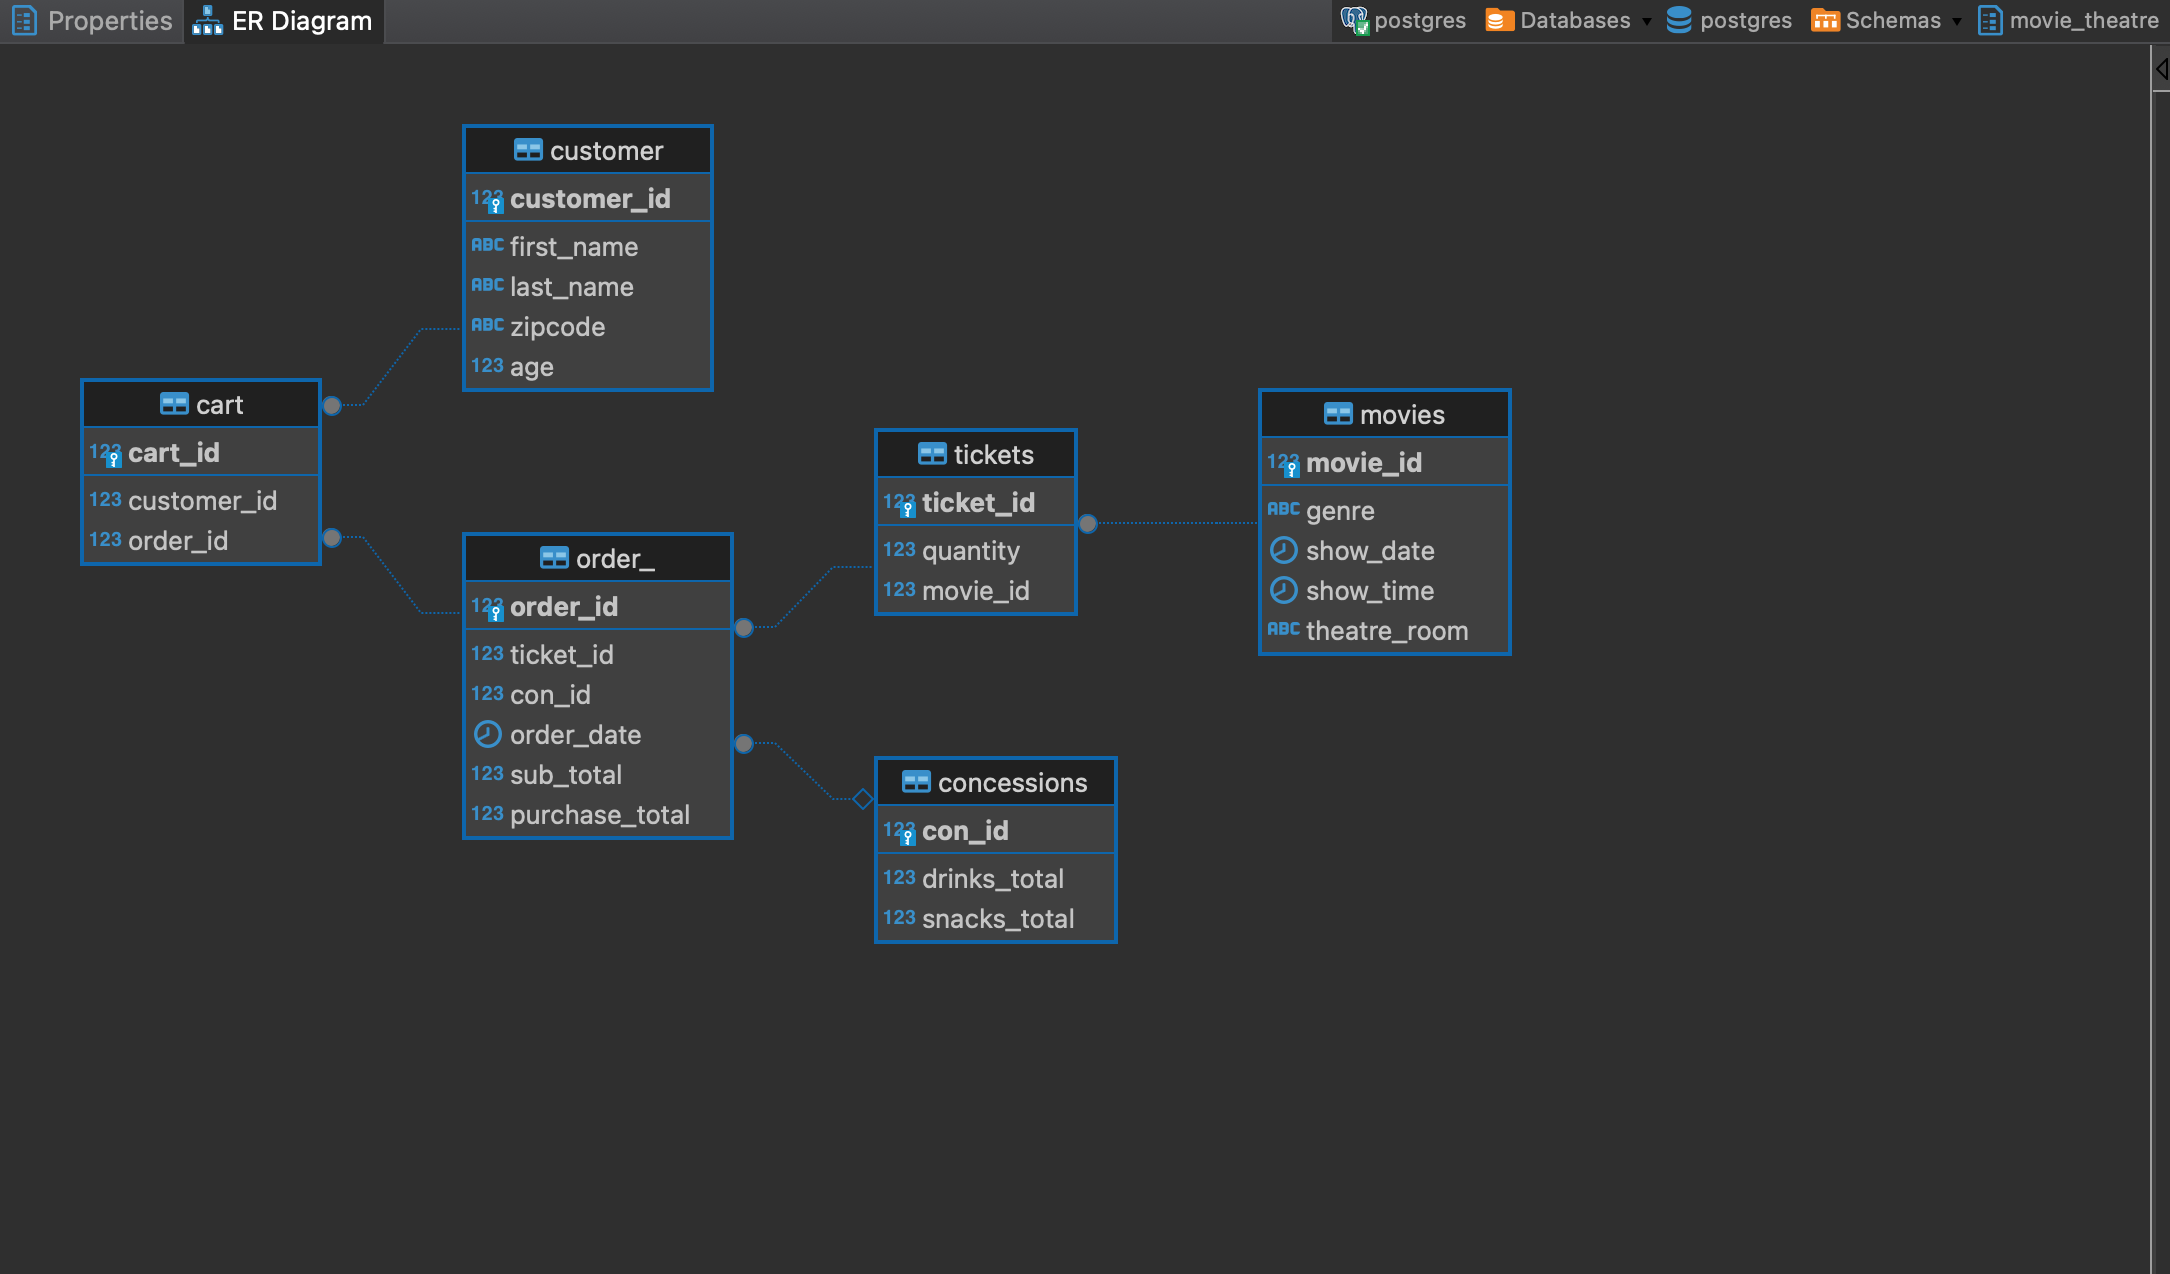 Properties
ER Diagram
postgres
Databases
postgres
Schemas
movie_theatre
customer
123 customer_id
ABC first_name
ABC last_name
ABC zipcode
123 age
cart
123 cart_id
123 customer_id
123 order_id
order_
123 order_id
123 ticket_id
123 con_id
order_date
123 sub_total
123 purchase_total
tickets
123 ticket_id
123 quantity
123 movie_id
concessions
123 con_id
123 drinks_total
123 snacks_total
movies
123 movie_id
ABC genre
show_date
show_time
ABC theatre_room